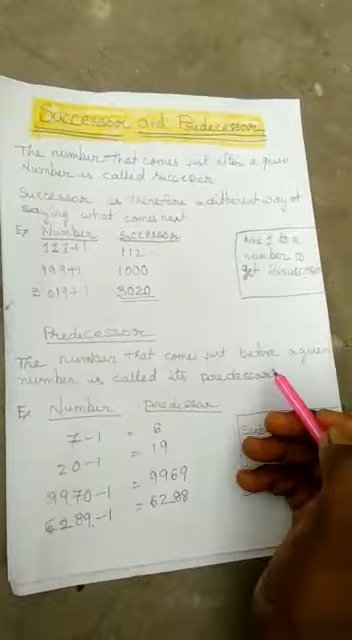 Successor and Predecessor
The number that comes just after a given
number is called successor
Successor is therefore a different way of
saying what comes next
Ex Number Successor
111+1 112
999+1 1000
3019+1 3020
Add 1 to a
number to
get its successor
Predecessor
The number that comes just before a given
number is called its predessor
Ex Number predessor
7-1 = 6
20-1 = 19
9970-1 = 9969
6289-1 = 6288